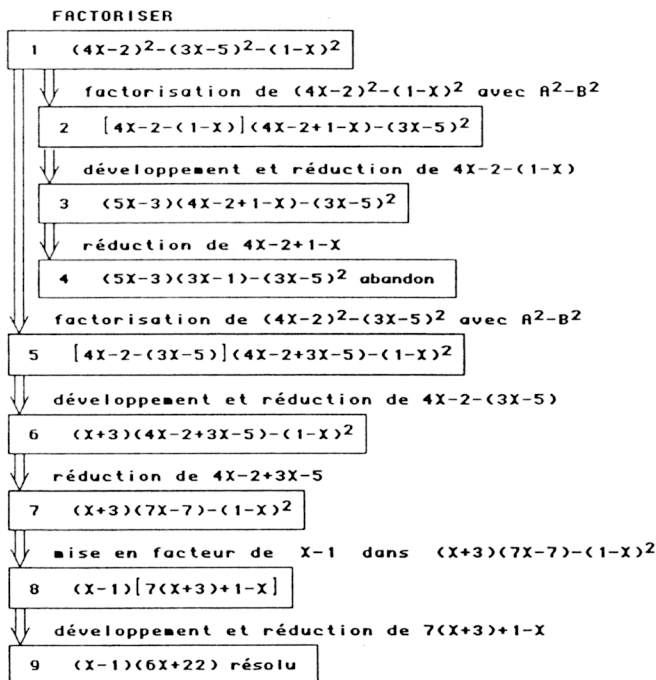 FACTORISER
1 (4X-2)²-(3X-5)²-(1-X)²
factorisation de (4X-2)²-(1-X)² avec A²-B²
2 [4X-2-(1-X)](4X-2+1-X)-(3X-5)²
développement et réduction de 4X-2-(1-X)
3 (5X-3)(4X-2+1-X)-(3X-5)²
réduction de 4X-2+1-X
4 (5X-3)(3X-1)-(3X-5)² abandon
factorisation de (4X-2)²-(3X-5)² avec A²-B²
5 [4X-2-(3X-5)](4X-2+3X-5)-(1-X)²
développement et réduction de 4X-2-(3X-5)
6 (X+3)(4X-2+3X-5)-(1-X)²
réduction de 4X-2+3X-5
7 (X+3)(7X-7)-(1-X)²
mise en facteur de X-1 dans (X+3)(7X-7)-(1-X)²
8 (X-1)[7(X+3)+1-X]
développement et réduction de 7(X+3)+1-X
9 (X-1)(6X+22) résolu